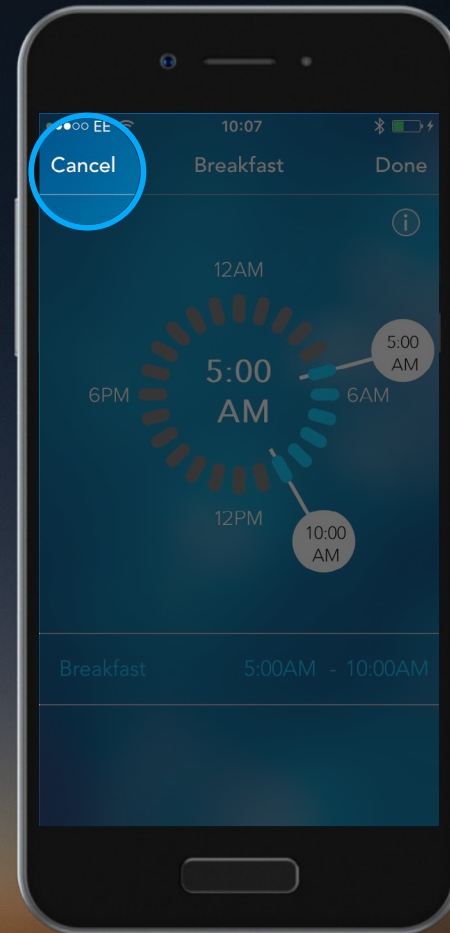 EE 10:07
Cancel Breakfast Done
12AM
5:00
AM
5:00
AM
6PM
6AM
12PM
10:00
AM
Breakfast 5:00AM - 10:00AM